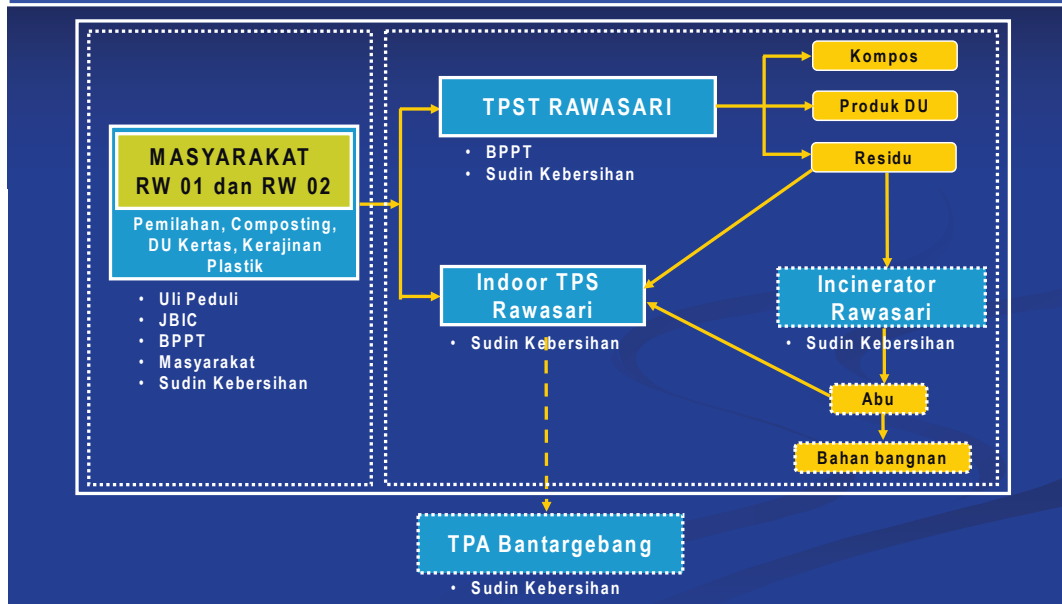 MASYARAKAT
RW 01 dan RW 02
Pemilahan, Composting,
DU Kertas, Kerajinan
Plastik
• Uli Peduli
• JBIC
• BPPT
• Masyarakat
• Sudin Kebersihan
TPST RAWASARI
• BPPT
• Sudin Kebersihan
Kompos
Produk DU
Residu
Indoor TPS
Rawasari
• Sudin Kebersihan
Incinerator
Rawasari
• Sudin Kebersihan
Abu
Bahan bangnan
TPA Bantargebang
• Sudin Kebersihan